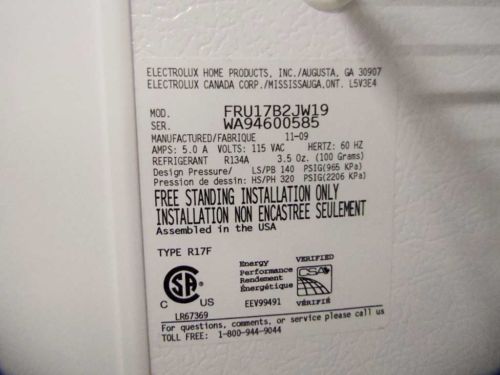 ELECTROLUX HOME PRODUCTS, INC./AUGUSTA, GA 30907
ELECTROLUX CANADA CORP./MISSISSAUGA,ONT. L5V3E4
MOD. FRU17B2JW19
SER. WA94600585
MANUFACTURED/FABRIQUE 11-09
AMPS: 5.0 A VOLTS: 115 VAC HERTZ: 60 HZ
REFRIGERANT R134A 3.5 Oz. (100 Grams)
Design Pressure/ LS/PB 140 PSIG(965 KPa)
Pression de dessin: HS/PH 320 PSIG(2206 KPa)
FREE STANDING INSTALLATION ONLY
INSTALLATION NON ENCASTREE SEULEMENT
Assembled in the USA
TYPE R17F
C SA US
LR67369
Energy
Performance
Rendement
Énergétique
EEV99491
VERIFIED
CSA
VÉRIFIÉ
For questions, comments, or service please call us
TOLL FREE: 1-800-944-9044